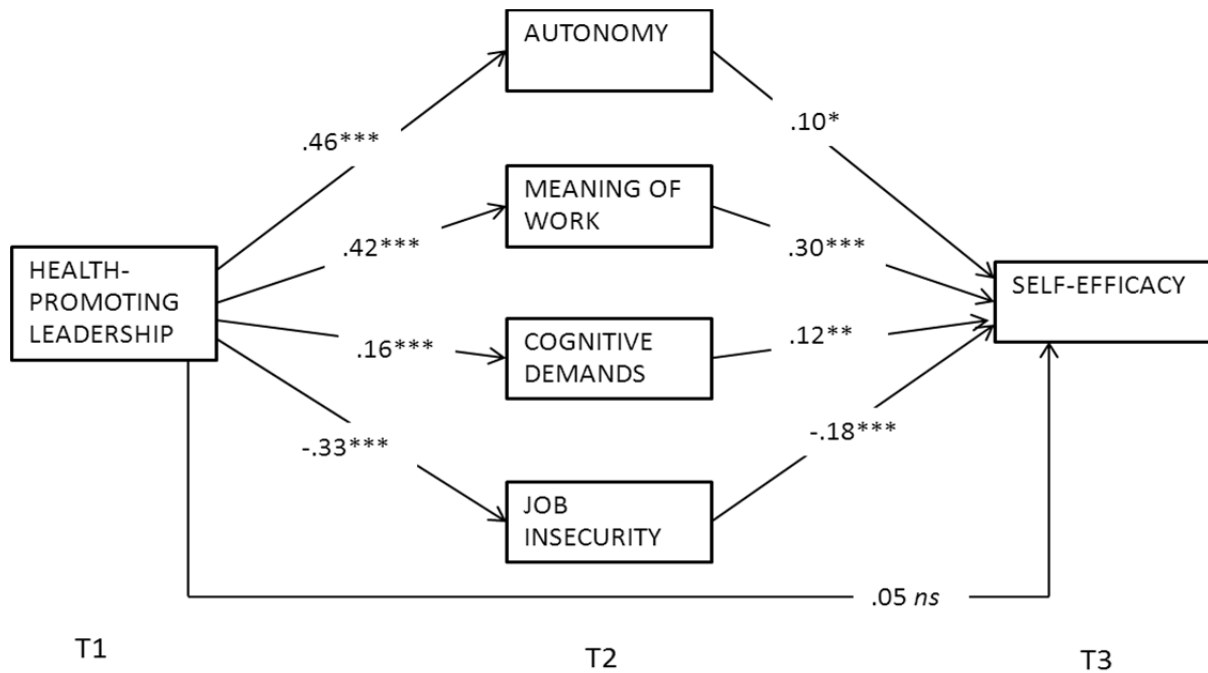 AUTONOMY
.46***
.10*
MEANING OF
WORK
.42***
.30***
HEALTH-
PROMOTING
LEADERSHIP
SELF-EFFICACY
.16***
COGNITIVE
DEMANDS
.12**
-.33***
-.18***
JOB
INSECURITY
.05 ns
T1
T2
T3